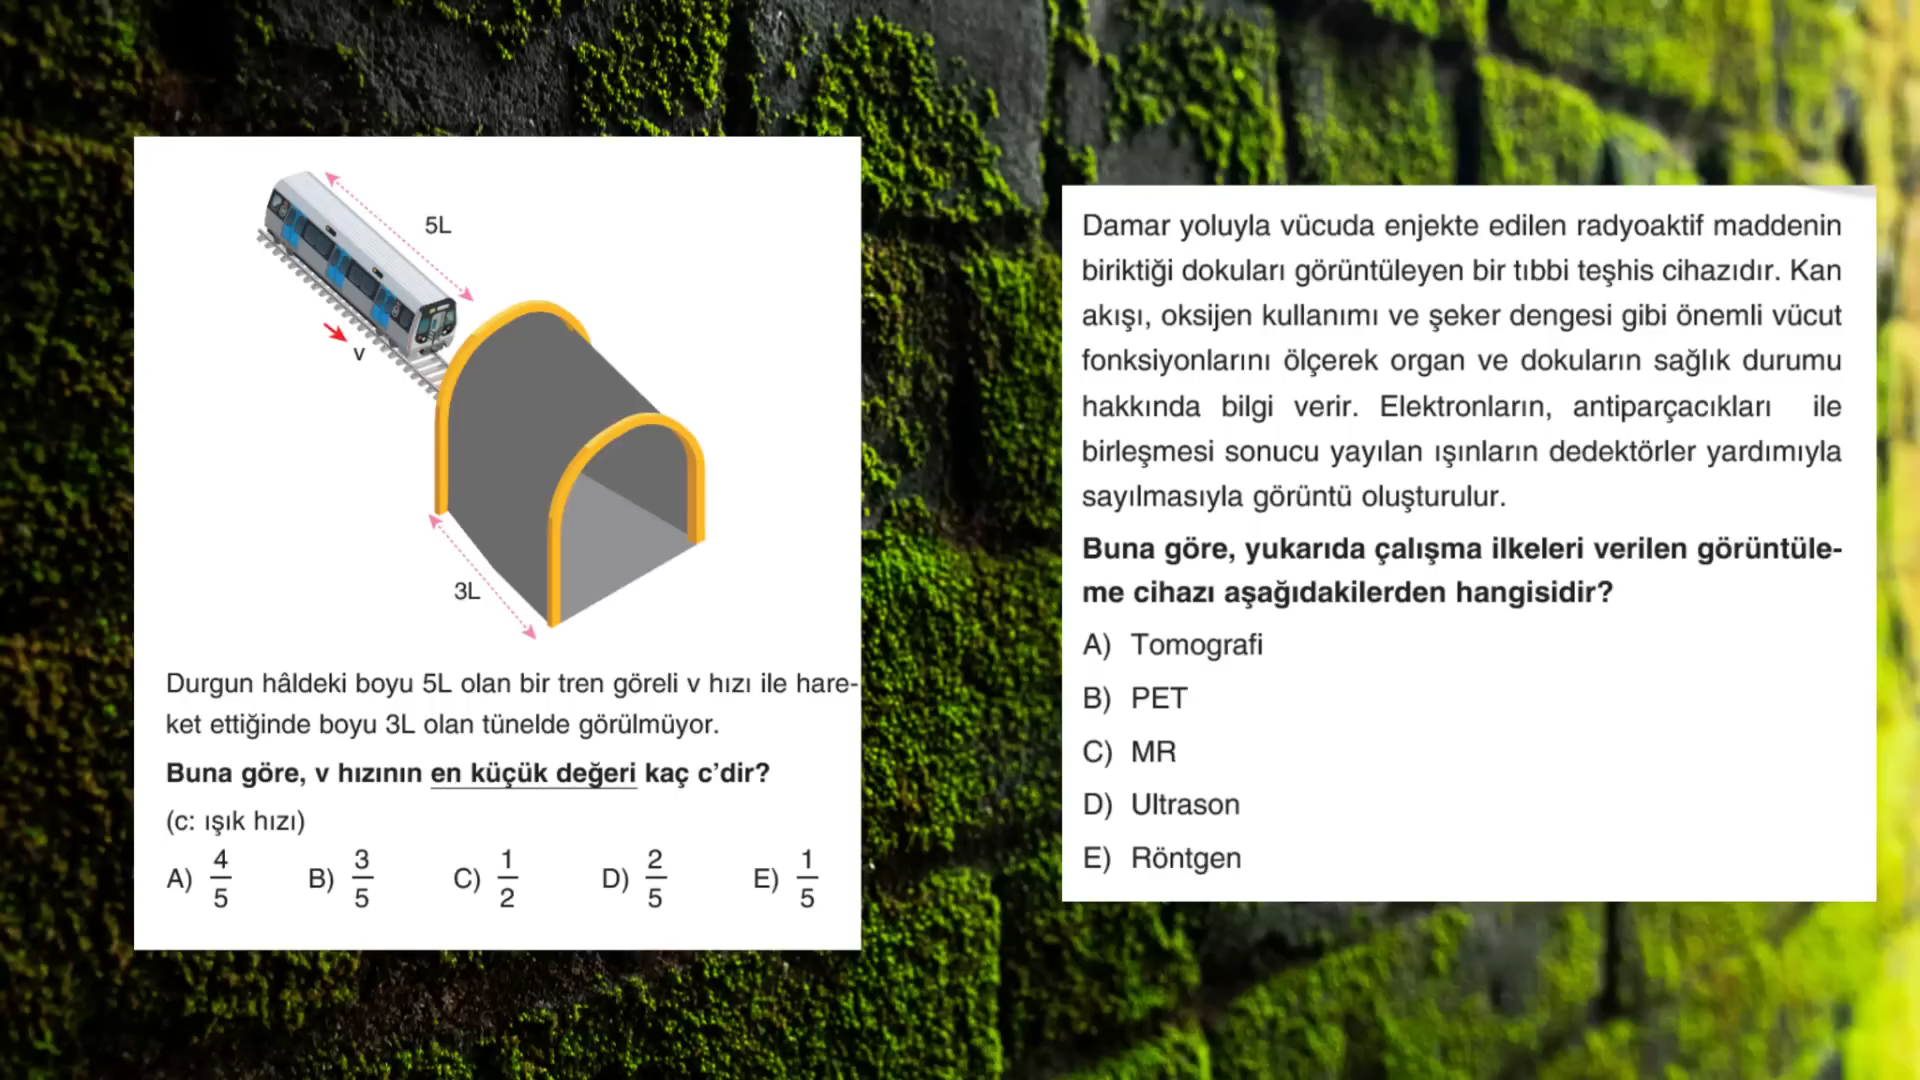 5L
v
3L
Durgun hâldeki boyu 5L olan bir tren göreli v hızı ile hare-
ket ettiğinde boyu 3L olan tünelde görülmüyor.
Buna göre, v hızının en küçük değeri kaç c’dir?
(c: ışık hızı)
A) 4/5 B) 3/5 C) 1/2 D) 2/5 E) 1/5
Damar yoluyla vücuda enjekte edilen radyoaktif maddenin
biriktiği dokuları görüntüleyen bir tıbbi teşhis cihazıdır. Kan
akışı, oksijen kullanımı ve şeker dengesi gibi önemli vücut
fonksiyonlarını ölçerek organ ve dokuların sağlık durumu
hakkında bilgi verir. Elektronların, antiparçacıkları ile
birleşmesi sonucu yayılan ışınların dedektörler yardımıyla
sayılmasıyla görüntü oluşturulur.
Buna göre, yukarıda çalışma ilkeleri verilen görüntüle-
me cihazı aşağıdakilerden hangisidir?
A) Tomografi
B) PET
C) MR
D) Ultrason
E) Röntgen